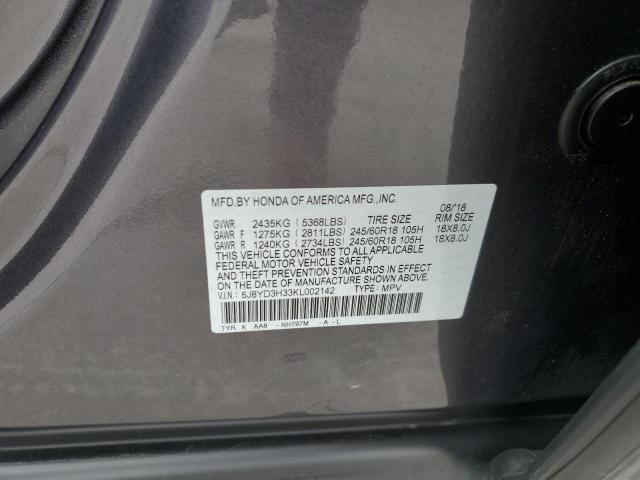 MFD.BY HONDA OF AMERICA MFG.,INC. 08/'18
GVWR 2435KG ( 5368LBS) TIRE SIZE RIM SIZE
GAWR F 1275KG ( 2811LBS) 245/60R18 105H 18X8.0J
GAWR R 1240KG ( 2734LBS) 245/60R18 105H 18X8.0J
THIS VEHICLE CONFORMS TO ALL APPLICABLE
FEDERAL MOTOR VEHICLE SAFETY
AND THEFT PREVENTION STANDARDS IN EFFECT
ON THE DATE OF MANUFACTURE SHOWN ABOVE.
V.I.N.: 5J8YD3H33KL002142 TYPE: MPV
TYR K AA8 -NH797M -A -L